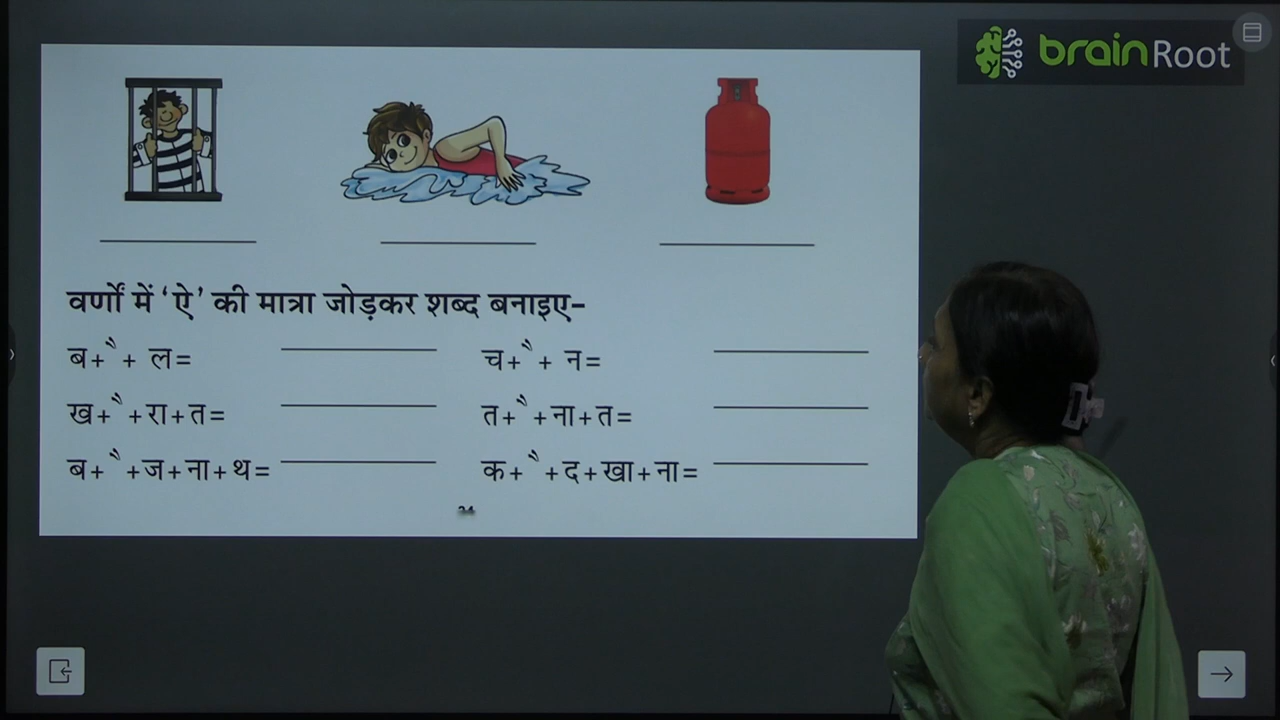 brainRoot
वर्णों में ‘ऐ’ की मात्रा जोड़कर शब्द बनाइए-
ब+ ै + ल=
च+ ै + न=
ख+ ै +रा+त=
त+ ै +ना+त=
ब+ ै +ज+ना+थ=
क+ ै +द+खा+ना=